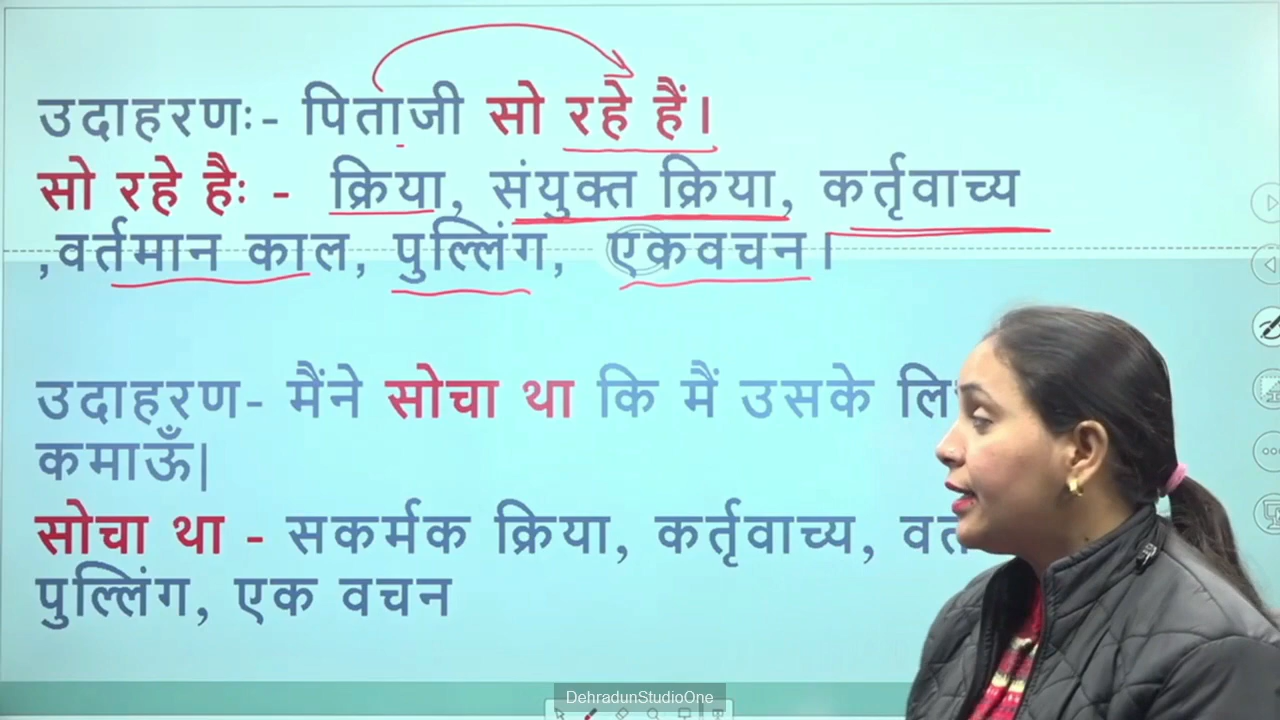 उदाहरणः- पिताजी सो रहे हैं।
सो रहे हैः - क्रिया, संयुक्त क्रिया, कर्तृवाच्य
,वर्तमान काल, पुल्लिंग, एकवचन।
उदाहरण- मैंने सोचा था कि मैं उसके
कमाऊँ|
सोचा था - सकर्मक क्रिया, कर्तृवाच्य,
पुल्लिंग, एक वचन
DehradunStudioOne